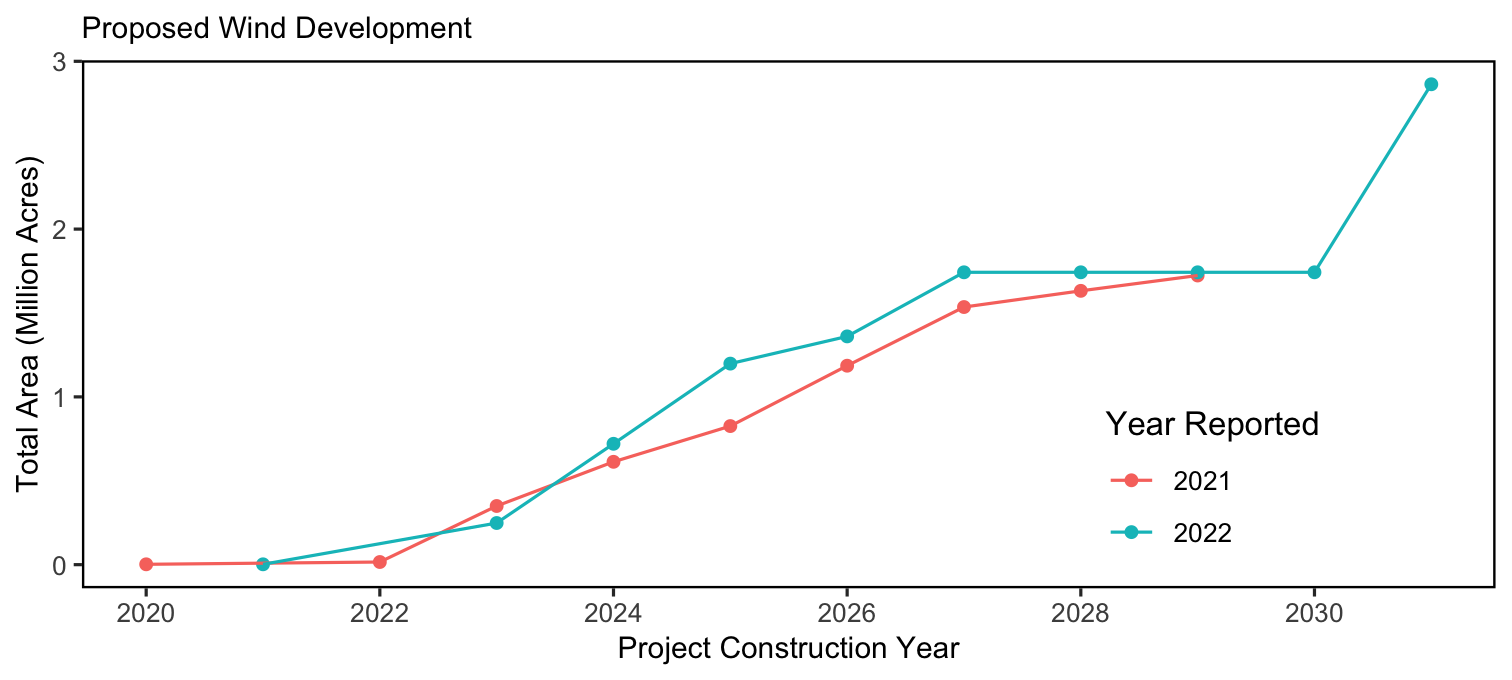 Proposed Wind Development
3
2
1
0
Total Area (Million Acres)
Year Reported
2021
2022
2020 2022 2024 2026 2028 2030
Project Construction Year